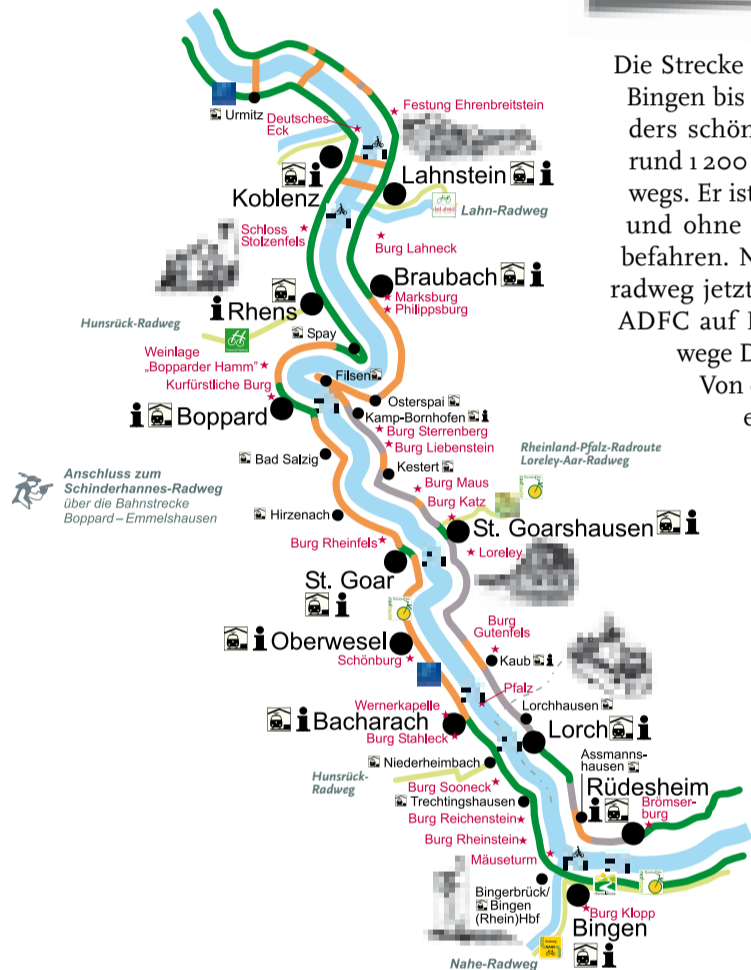 Die Strecke
Bingen bis
ders schön
rund 1 200
wegs. Er ist
und ohne
befahren. N
radweg jetzt
ADFC auf
wege D
Von
e
Urmitz
Deutsches
Eck
Festung Ehrenbreitstein
Koblenz
Lahnstein
Lahn-Radweg
Schloss
Stolzenfels
Burg Lahneck
Braubach
Marksburg
Philippsburg
Rhens
Hunsrück-Radweg
Spay
Weinlage
„Bopparder Hamm“
Kurfürstliche Burg
Filsen
Osterspai
Boppard
Kamp-Bornhofen
Burg Sterrenberg
Burg Liebenstein
Bad Salzig
Kestert
Rheinland-Pfalz-Radroute
Loreley-Aar-Radweg
Anschluss zum
Schinderhannes-Radweg
über die Bahnstrecke
Boppard – Emmelshausen
Burg Maus
Burg Katz
Hirzenach
St. Goarshausen
Burg Rheinfels
Loreley
St. Goar
Oberwesel
Schönburg
Burg
Gutenfels
Kaub
Pfalz
Wernerkapelle
Bacharach
Burg Stahleck
Lorchhausen
Lorch
Niederheimbach
Assmanns-
hausen
Hunsrück-
Radweg
Burg Sooneck
Rüdesheim
Trechtingshausen
Brömser-
burg
Burg Reichenstein
Burg Rheinstein
Mäuseturm
Bingerbrück/
Bingen
(Rhein)Hbf
Burg Klopp
Bingen
Nahe-Radweg